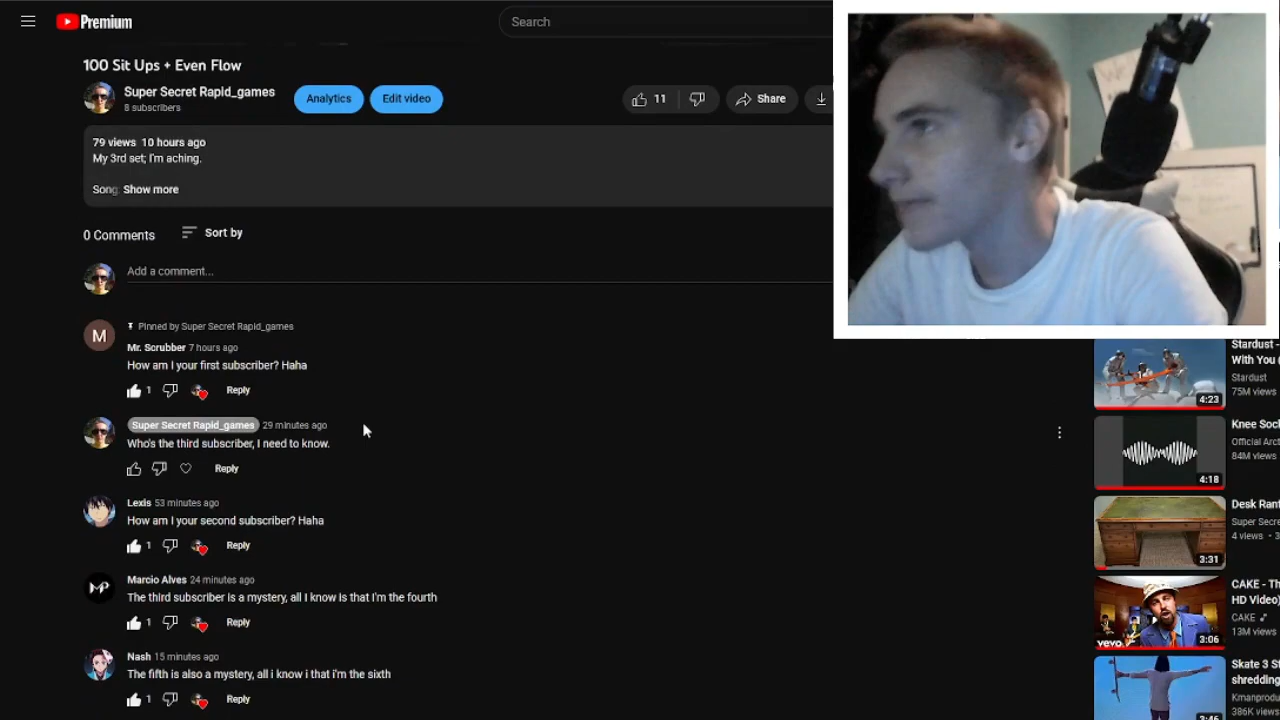 Premium
Search
100 Sit Ups + Even Flow
Super Secret Rapid_games
8 subscribers
Analytics
Edit video
11
Share
79 views 10 hours ago
My 3rd set; I'm aching.
Song: Show more
0 Comments
Sort by
Add a comment...
Pinned by Super Secret Rapid_games
M
Mr. Scrubber 7 hours ago
How am I your first subscriber? Haha
1
Reply
Super Secret Rapid_games 29 minutes ago
Who's the third subscriber, I need to know.
Reply
Lexis 53 minutes ago
How am I your second subscriber? Haha
1
Reply
MP
Marcio Alves 24 minutes ago
The third subscriber is a mystery, all I know is that I'm the fourth
1
Reply
Nash 15 minutes ago
The fifth is also a mystery, all i know i that i'm the sixth
1
Reply
Stardust -
With You
Stardust
75M views
4:23
Knee Soc
Official Arc
84M views
4:18
Desk Rant
Super Secre
4 views • 3
3:31
CAKE - Th
HD Video)
CAKE
13M views
vevo
3:06
Skate 3 S
shredding
Kmanproduc
386K views
3:46